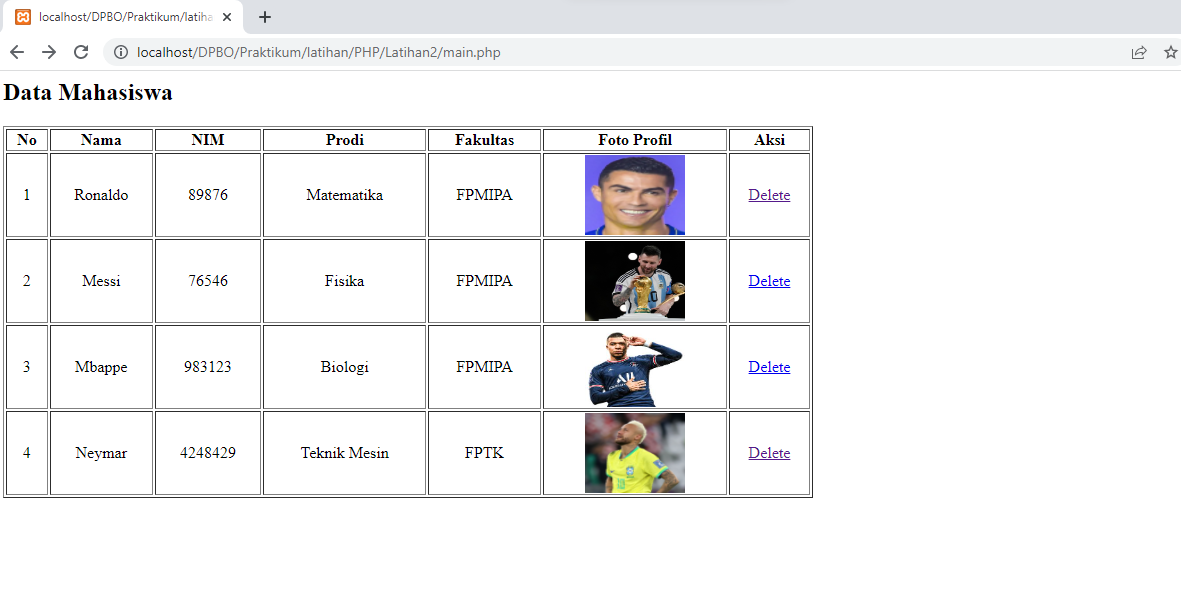 localhost/DPBO/Praktikum/latiha
localhost/DPBO/Praktikum/latihan/PHP/Latihan2/main.php
Data Mahasiswa
No Nama NIM Prodi Fakultas Foto Profil Aksi
1 Ronaldo 89876 Matematika FPMIPA Delete
2 Messi 76546 Fisika FPMIPA Delete
3 Mbappe 983123 Biologi FPMIPA Delete
4 Neymar 4248429 Teknik Mesin FPTK Delete